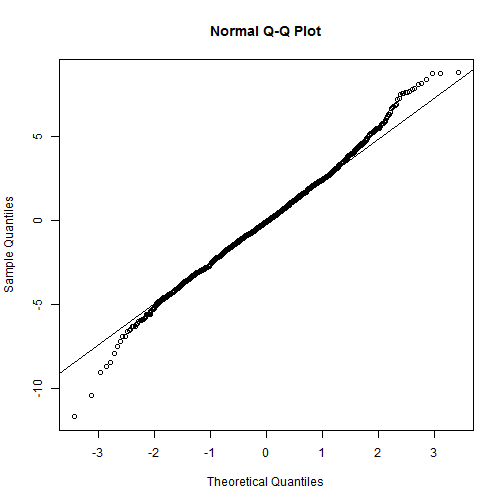 Normal Q-Q Plot
5
0
-5
-10
Sample Quantiles
-3 -2 -1 0 1 2 3
Theoretical Quantiles